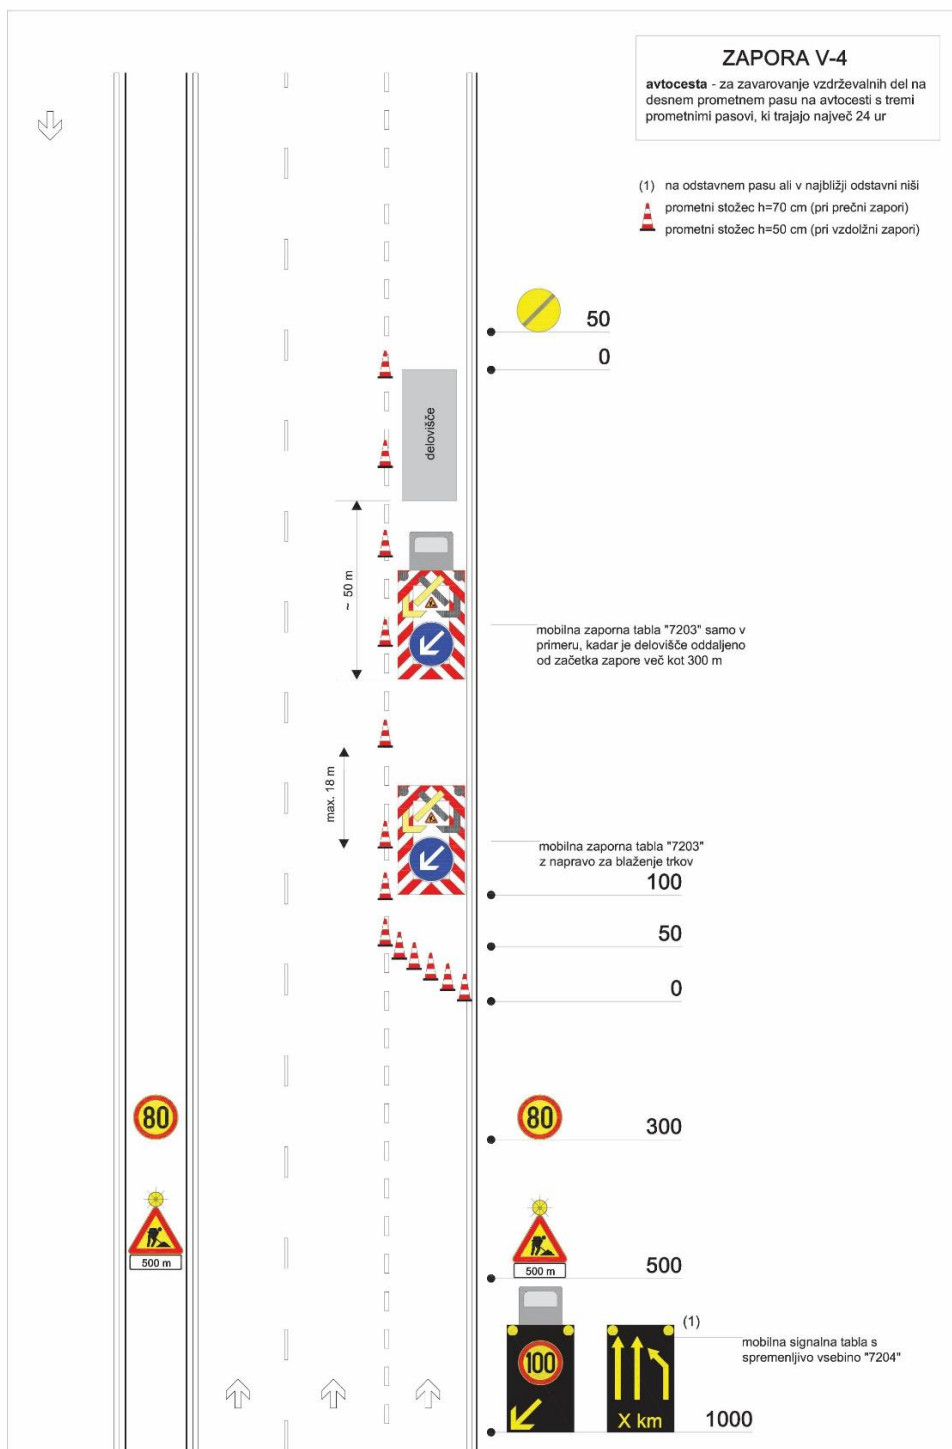 ZAPORA V-4
avtocesta - za zavarovanje vzdrževalnih del na
desnem prometnem pasu na avtocesti s tremi
prometnimi pasovi, ki trajajo največ 24 ur
(1) na odstavnem pasu ali v najbližji odstavni niši
prometni stožec h=70 cm (pri prečni zapori)
prometni stožec h=50 cm (pri vzdolžni zapori)
50
0
delovišče
~ 50 m
mobilna zaporna tabla "7203" samo v
primeru, kadar je delovišče oddaljeno
od začetka zapore več kot 300 m
max. 18 m
mobilna zaporna tabla "7203"
z napravo za blaženje trkov
100
50
0
80
80
300
500 m
500 m
500
(1)
mobilna signalna tabla s
spremenljivo vsebino "7204"
100
X km
1000